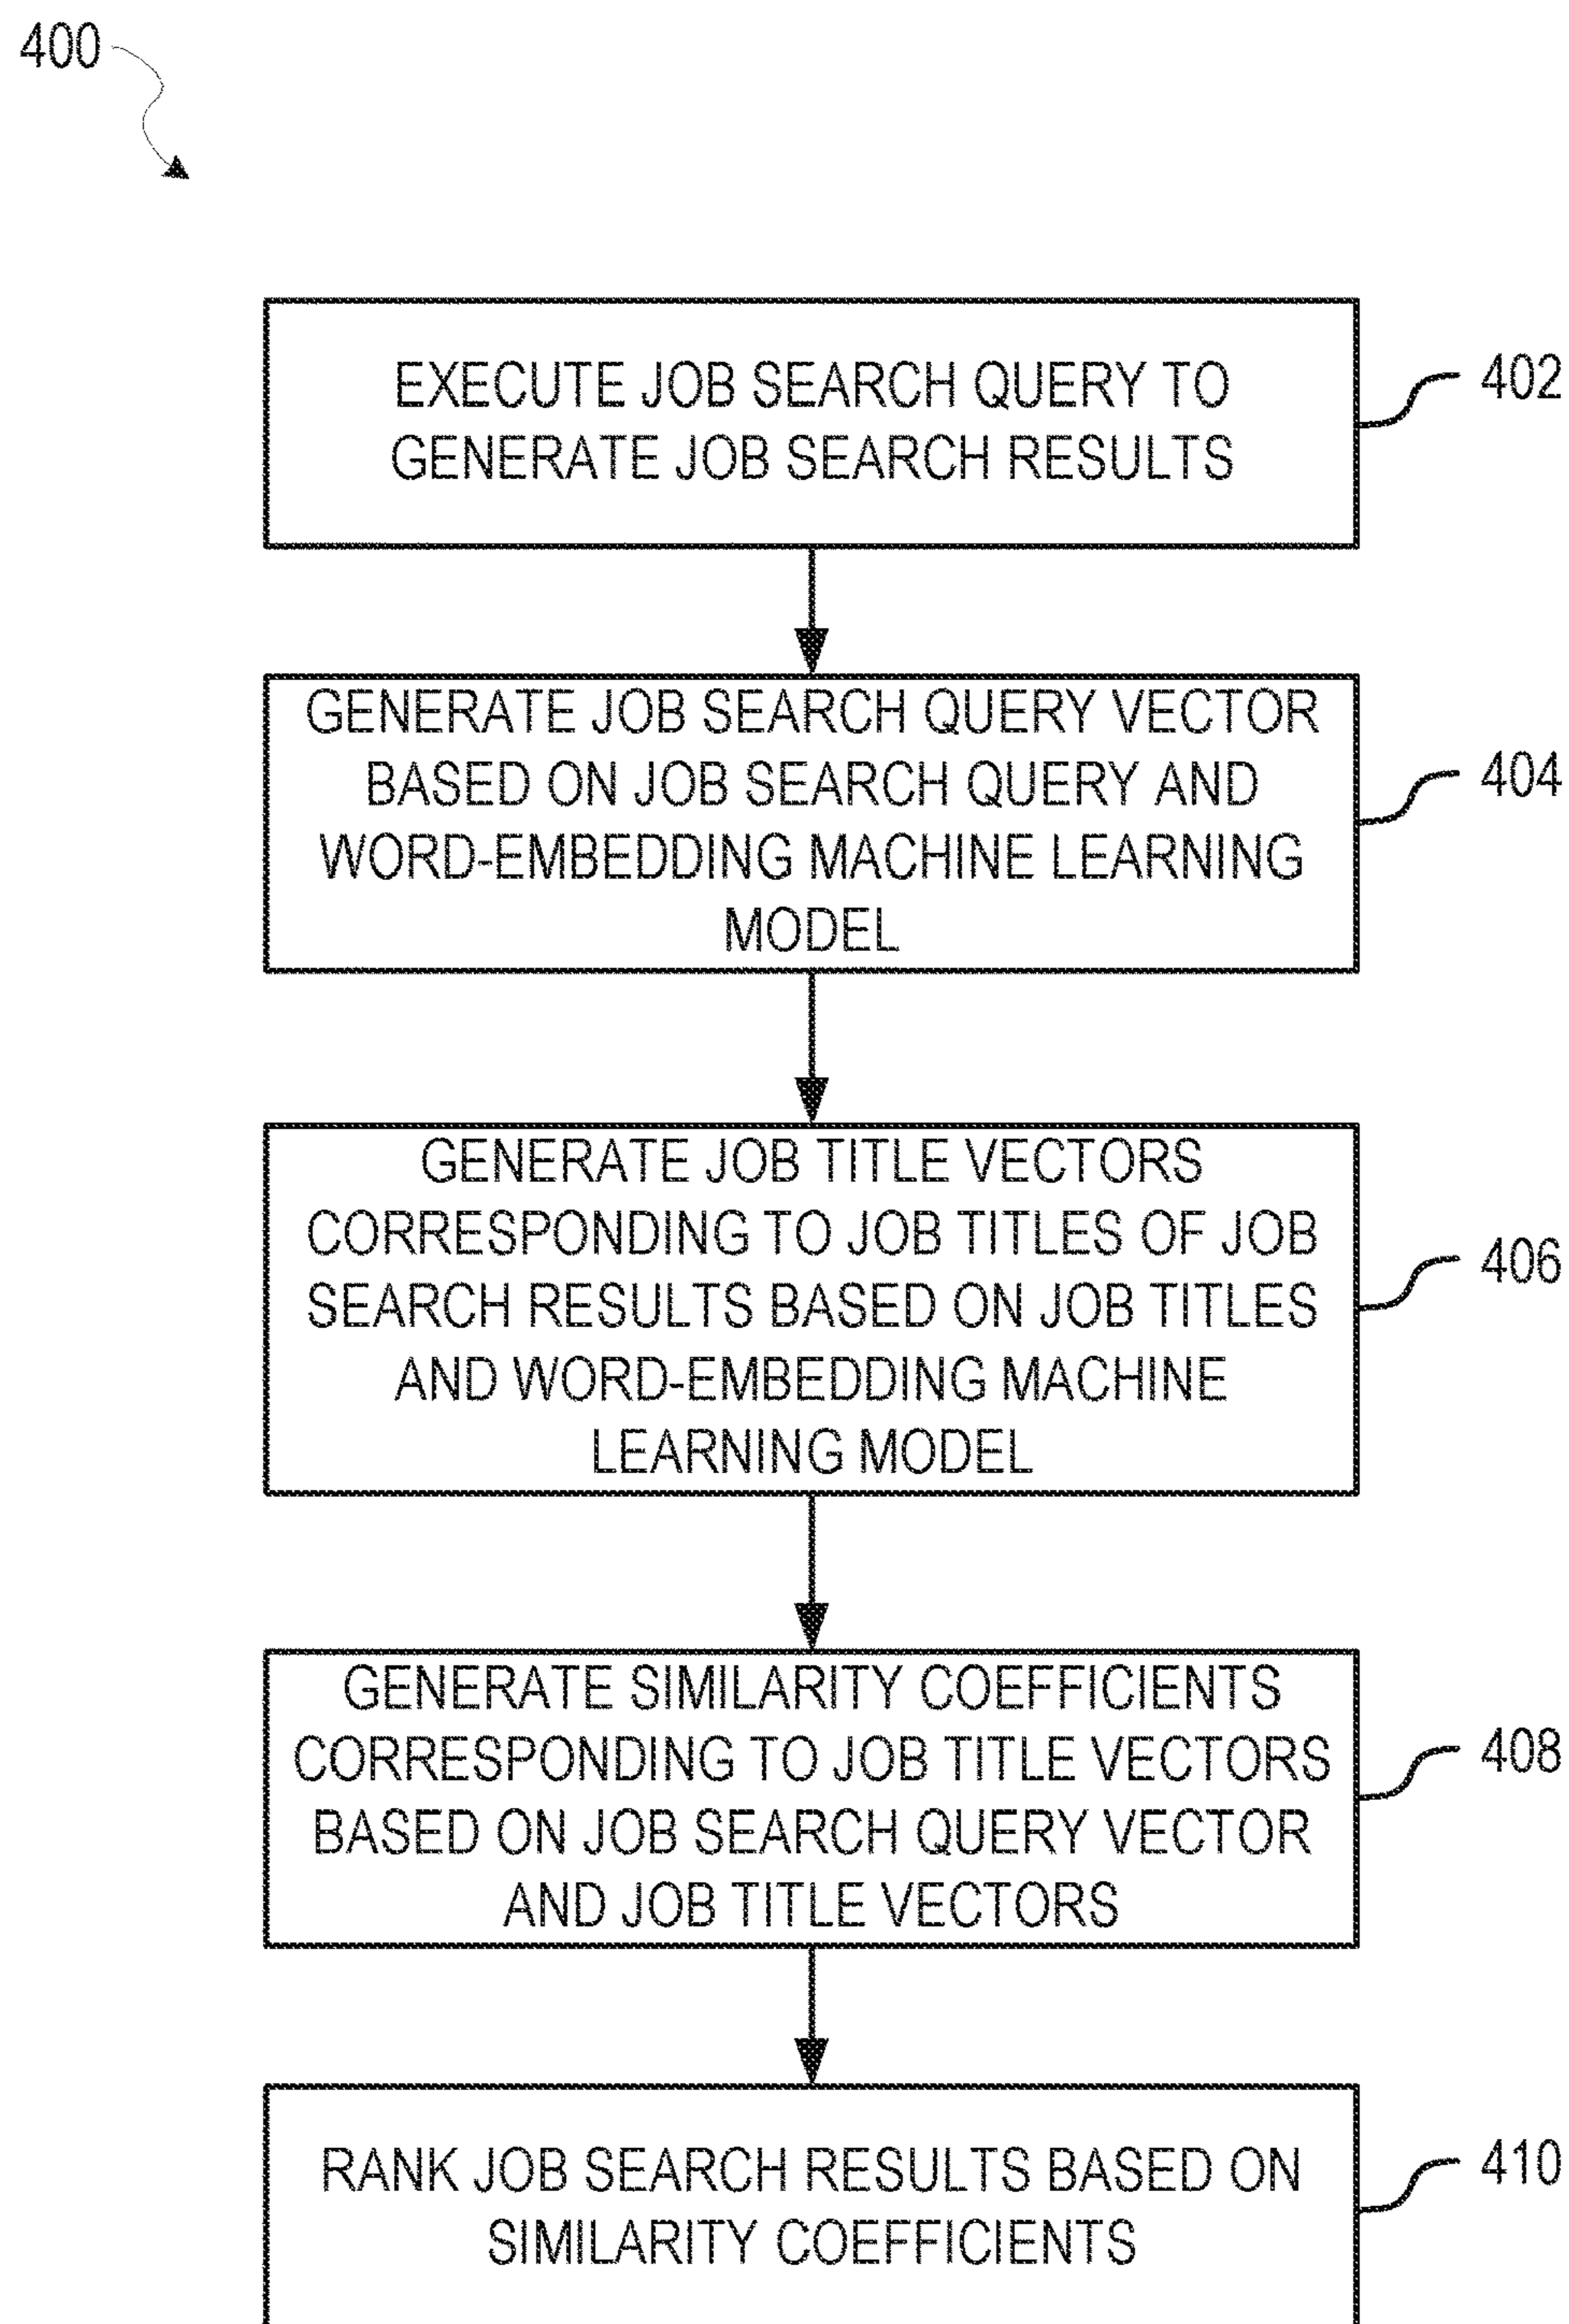 400
EXECUTE JOB SEARCH QUERY TO
GENERATE JOB SEARCH RESULTS
402
GENERATE JOB SEARCH QUERY VECTOR
BASED ON JOB SEARCH QUERY AND
WORD-EMBEDDING MACHINE LEARNING
MODEL
404
GENERATE JOB TITLE VECTORS
CORRESPONDING TO JOB TITLES OF JOB
SEARCH RESULTS BASED ON JOB TITLES
AND WORD-EMBEDDING MACHINE
LEARNING MODEL
406
GENERATE SIMILARITY COEFFICIENTS
CORRESPONDING TO JOB TITLE VECTORS
BASED ON JOB SEARCH QUERY VECTOR
AND JOB TITLE VECTORS
408
RANK JOB SEARCH RESULTS BASED ON
SIMILARITY COEFFICIENTS
410